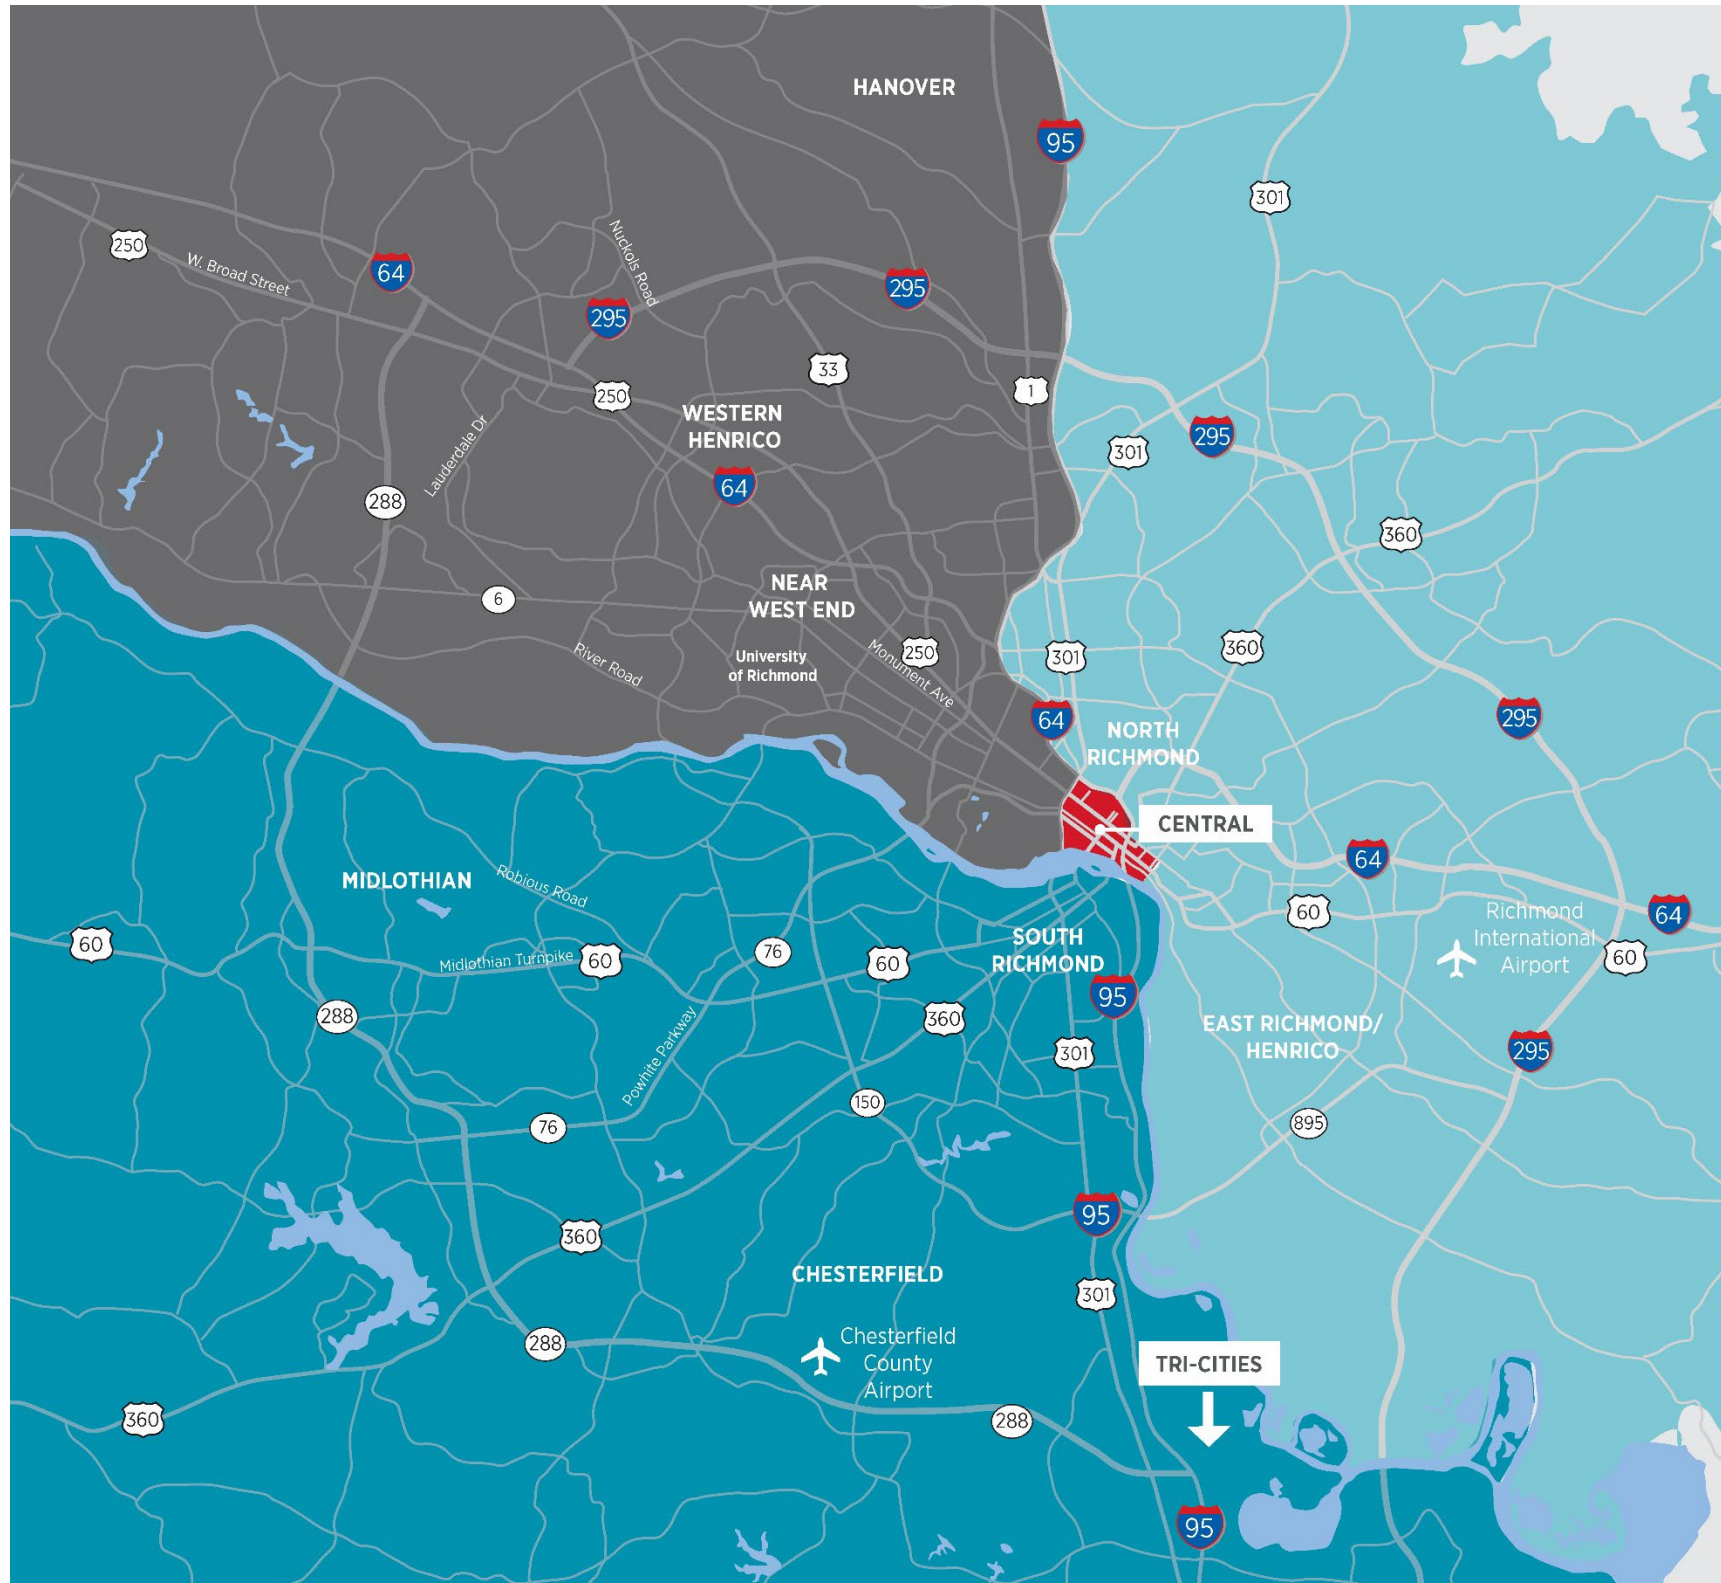 HANOVER
95
301
250
W. Broad Street
64
Nuckols Road
295
295
33
1
250
WESTERN
HENRICO
Lauderdale Dr
64
288
301
295
360
NEAR
WEST END
6
River Road
University
of Richmond
250
Monument Ave
301
360
64
295
NORTH
RICHMOND
CENTRAL
64
MIDLOTHIAN
Robious Road
60
Midlothian Turnpike
60
76
60
SOUTH
RICHMOND
60
Richmond
International
Airport
64
60
288
Powhite Parkway
360
95
301
EAST RICHMOND/
HENRICO
295
76
150
895
360
95
CHESTERFIELD
301
288
Chesterfield
County
Airport
TRI-CITIES
360
288
95